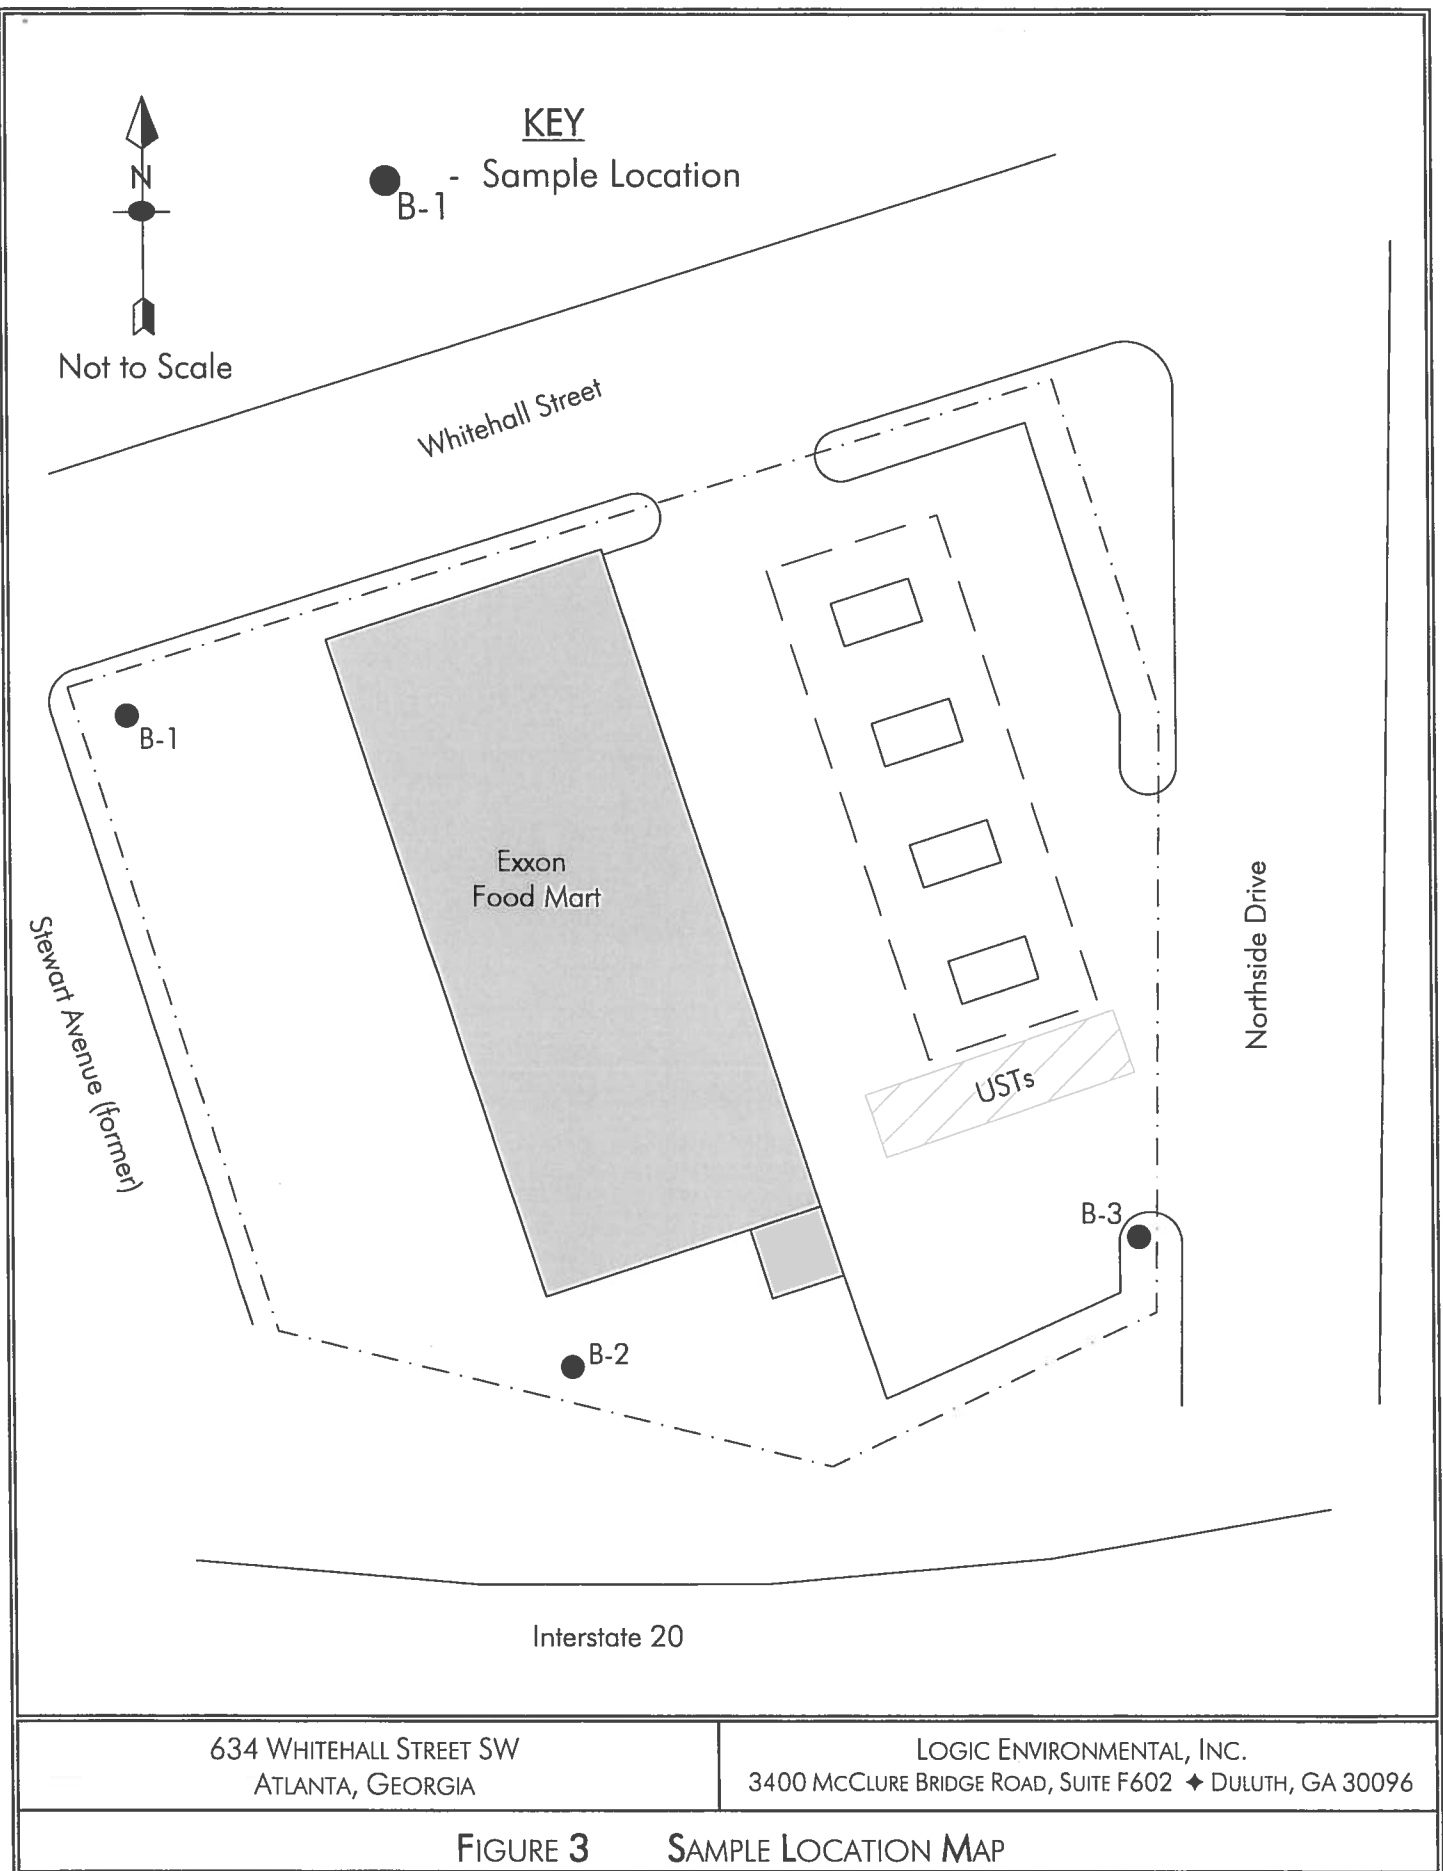 KEY
B-1 - Sample Location
N
Not to Scale
Whitehall Street
B-1
Exxon
Food Mart
Stewart Avenue (former)
Northside Drive
USTs
B-3
B-2
Interstate 20
634 WHITEHALL STREET SW
ATLANTA, GEORGIA
LOGIC ENVIRONMENTAL, INC.
3400 MCCLURE BRIDGE ROAD, SUITE F602 ✦ DULUTH, GA 30096
FIGURE 3 SAMPLE LOCATION MAP